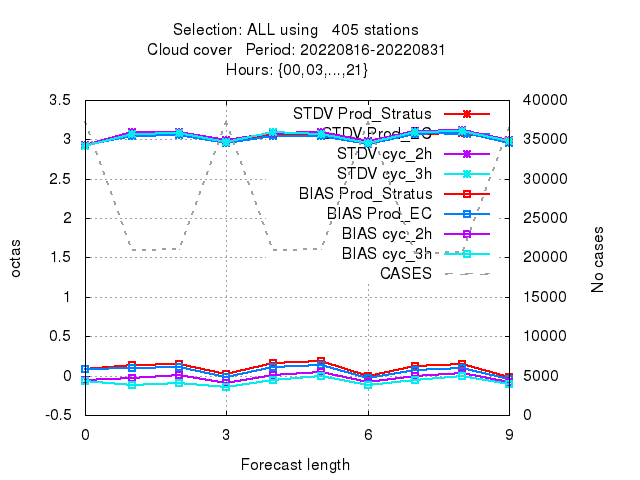 Selection: ALL using 405 stations
Cloud cover Period: 20220816-20220831
Hours: {00,03,...,21}
3.5
3
2.5
2
1.5
1
0.5
0
-0.5
octas
40000
35000
30000
25000
20000
15000
10000
5000
0
No cases
STDV Prod_Stratus
STDV Prod_EC
STDV cyc_2h
STDV cyc_3h
BIAS Prod_Stratus
BIAS Prod_EC
BIAS cyc_2h
BIAS cyc_3h
CASES
0
3
6
9
Forecast length